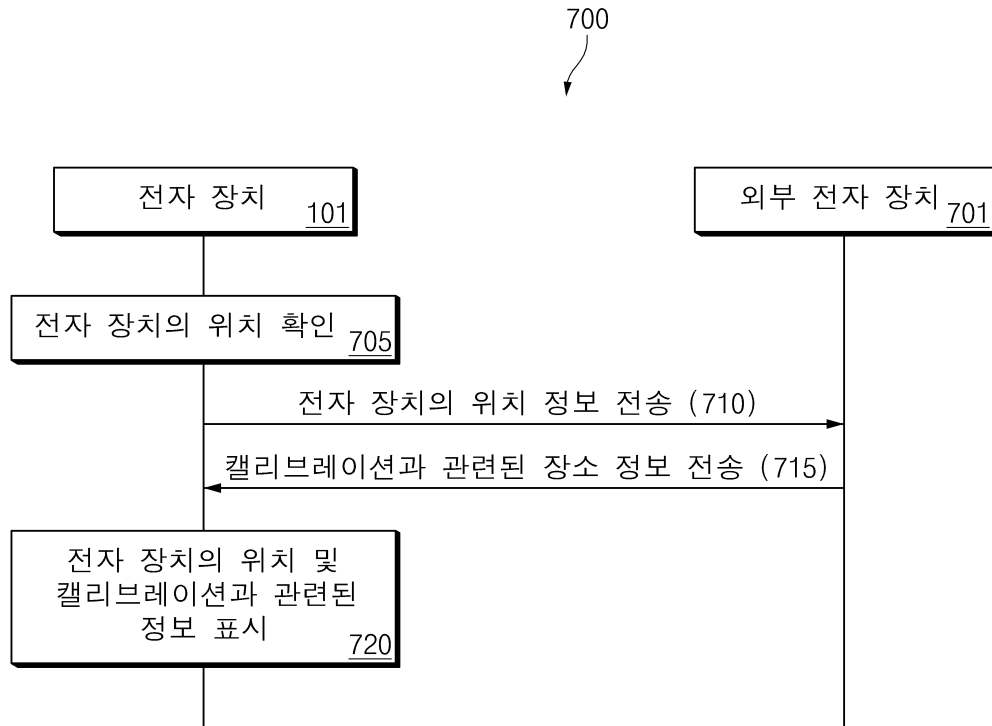 700
전자 장치
101
외부 전자 장치
701
전자 장치의 위치 확인
705
전자 장치의 위치 정보 전송 (710)
캘리브레이션과 관련된 장소 정보 전송 (715)
전자 장치의 위치 및
캘리브레이션과 관련된
정보 표시
720